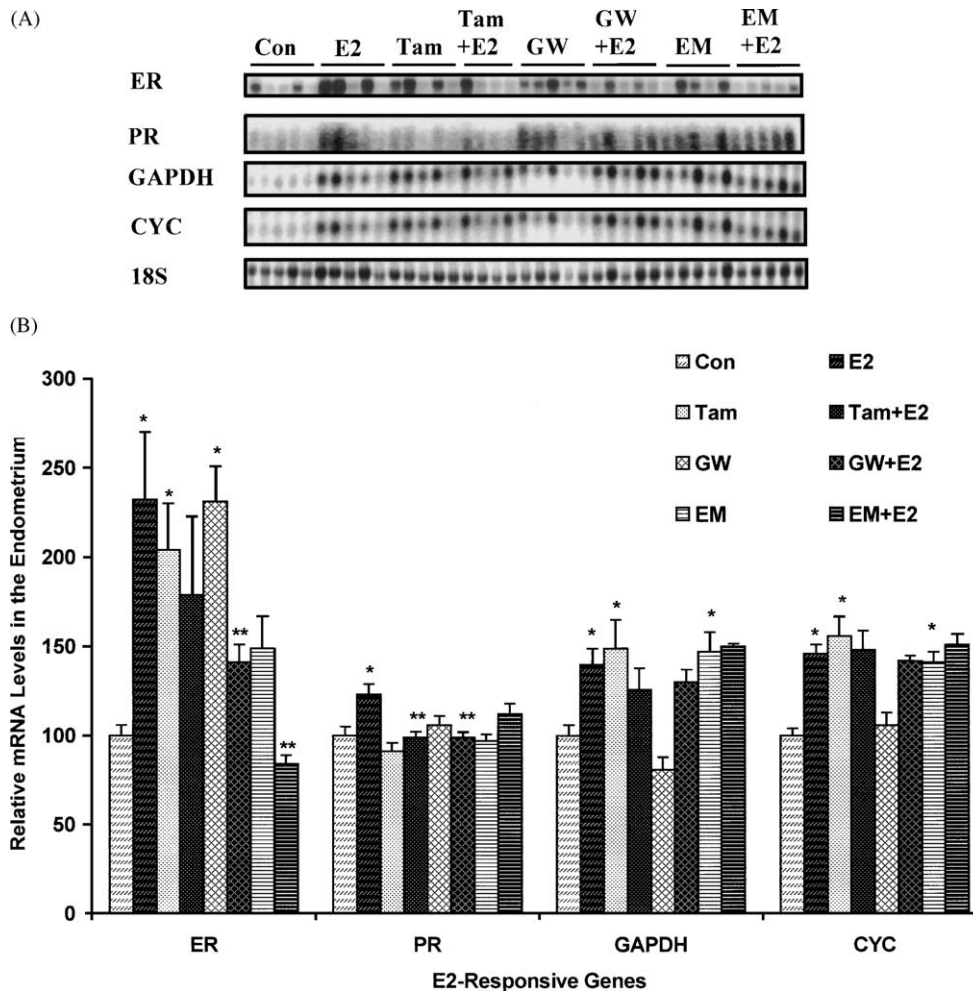 (A)
Con E2 Tam Tam +E2 GW GW +E2 EM EM +E2
ER
PR
GAPDH
CYC
18S
(B)
Relative mRNA Levels in the Endometrium
300
250
200
150
100
50
0
Con E2
Tam Tam+E2
GW GW+E2
EM EM+E2
* * * ** **
* ** **
* * *
* * *
ER PR GAPDH CYC
E2-Responsive Genes